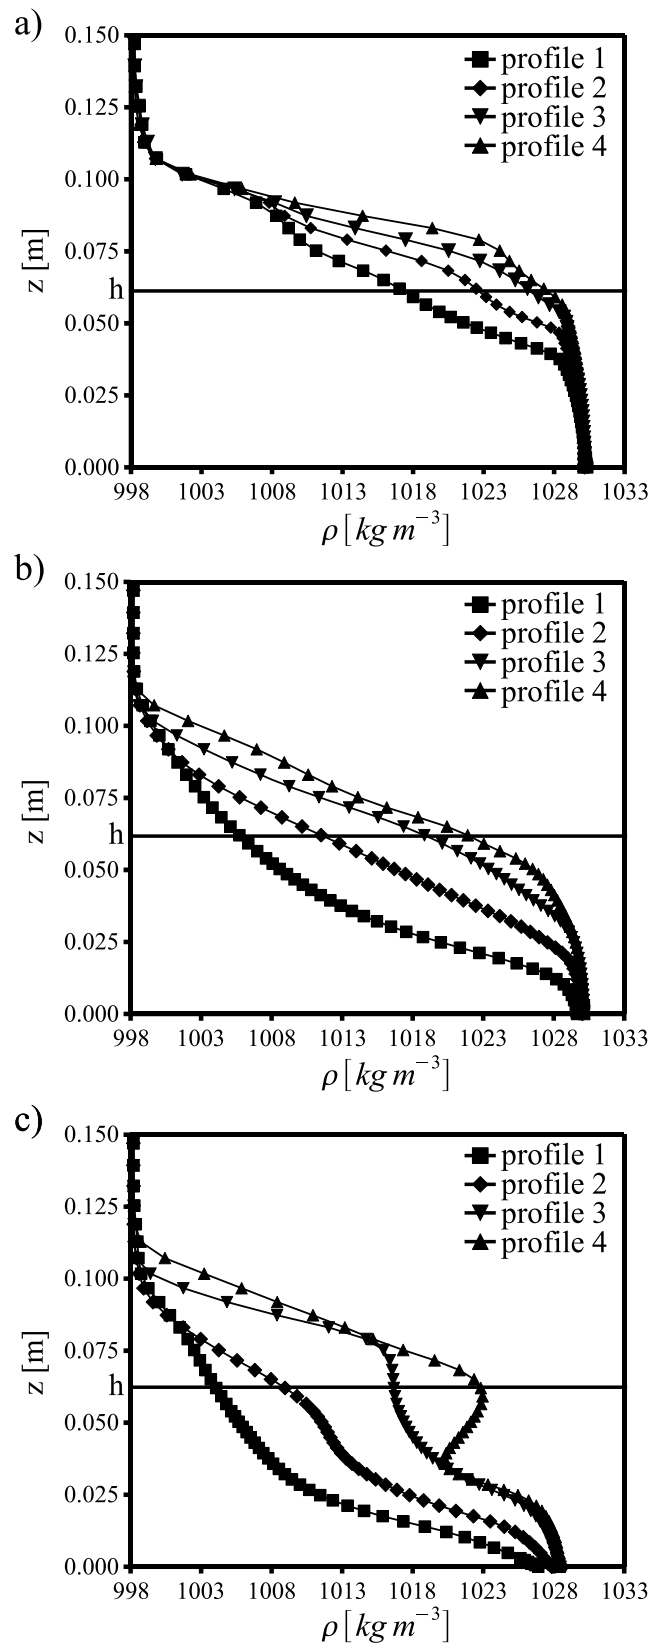 a)
0.150
0.125
0.100
0.075
0.050
0.025
0.000
z [m]
h
profile 1
profile 2
profile 3
profile 4
998 1003 1008 1013 1018 1023 1028 1033
ρ [kg m⁻³]
b)
0.150
0.125
0.100
0.075
0.050
0.025
0.000
z [m]
h
profile 1
profile 2
profile 3
profile 4
998 1003 1008 1013 1018 1023 1028 1033
ρ [kg m⁻³]
c)
0.150
0.125
0.100
0.075
0.050
0.025
0.000
z [m]
h
profile 1
profile 2
profile 3
profile 4
998 1003 1008 1013 1018 1023 1028 1033
ρ [kg m⁻³]